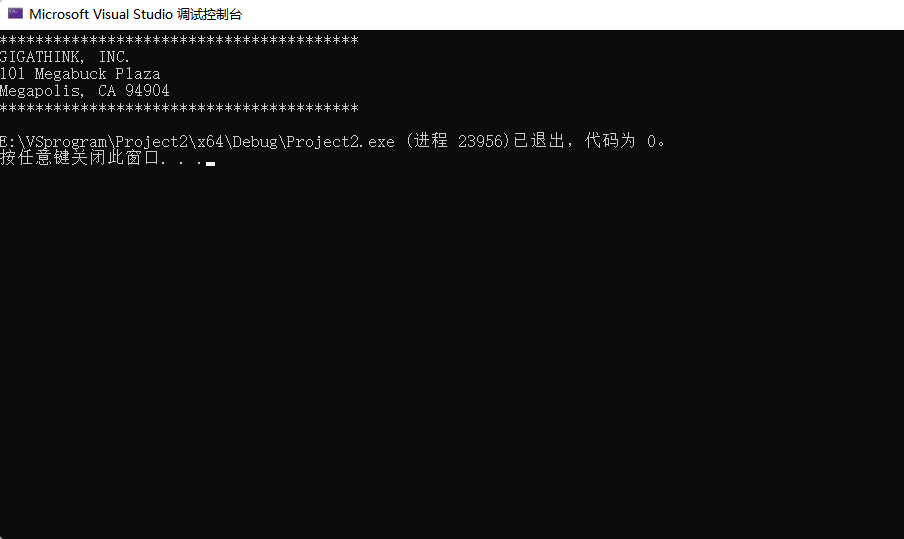 Microsoft Visual Studio 调试控制台
****************************************
GIGATHINK, INC.
101 Megabuck Plaza
Megapolis, CA 94904
****************************************
E:\VSprogram\Project2\x64\Debug\Project2.exe (进程 23956)已退出，代码为 0。
按任意键关闭此窗口. . .